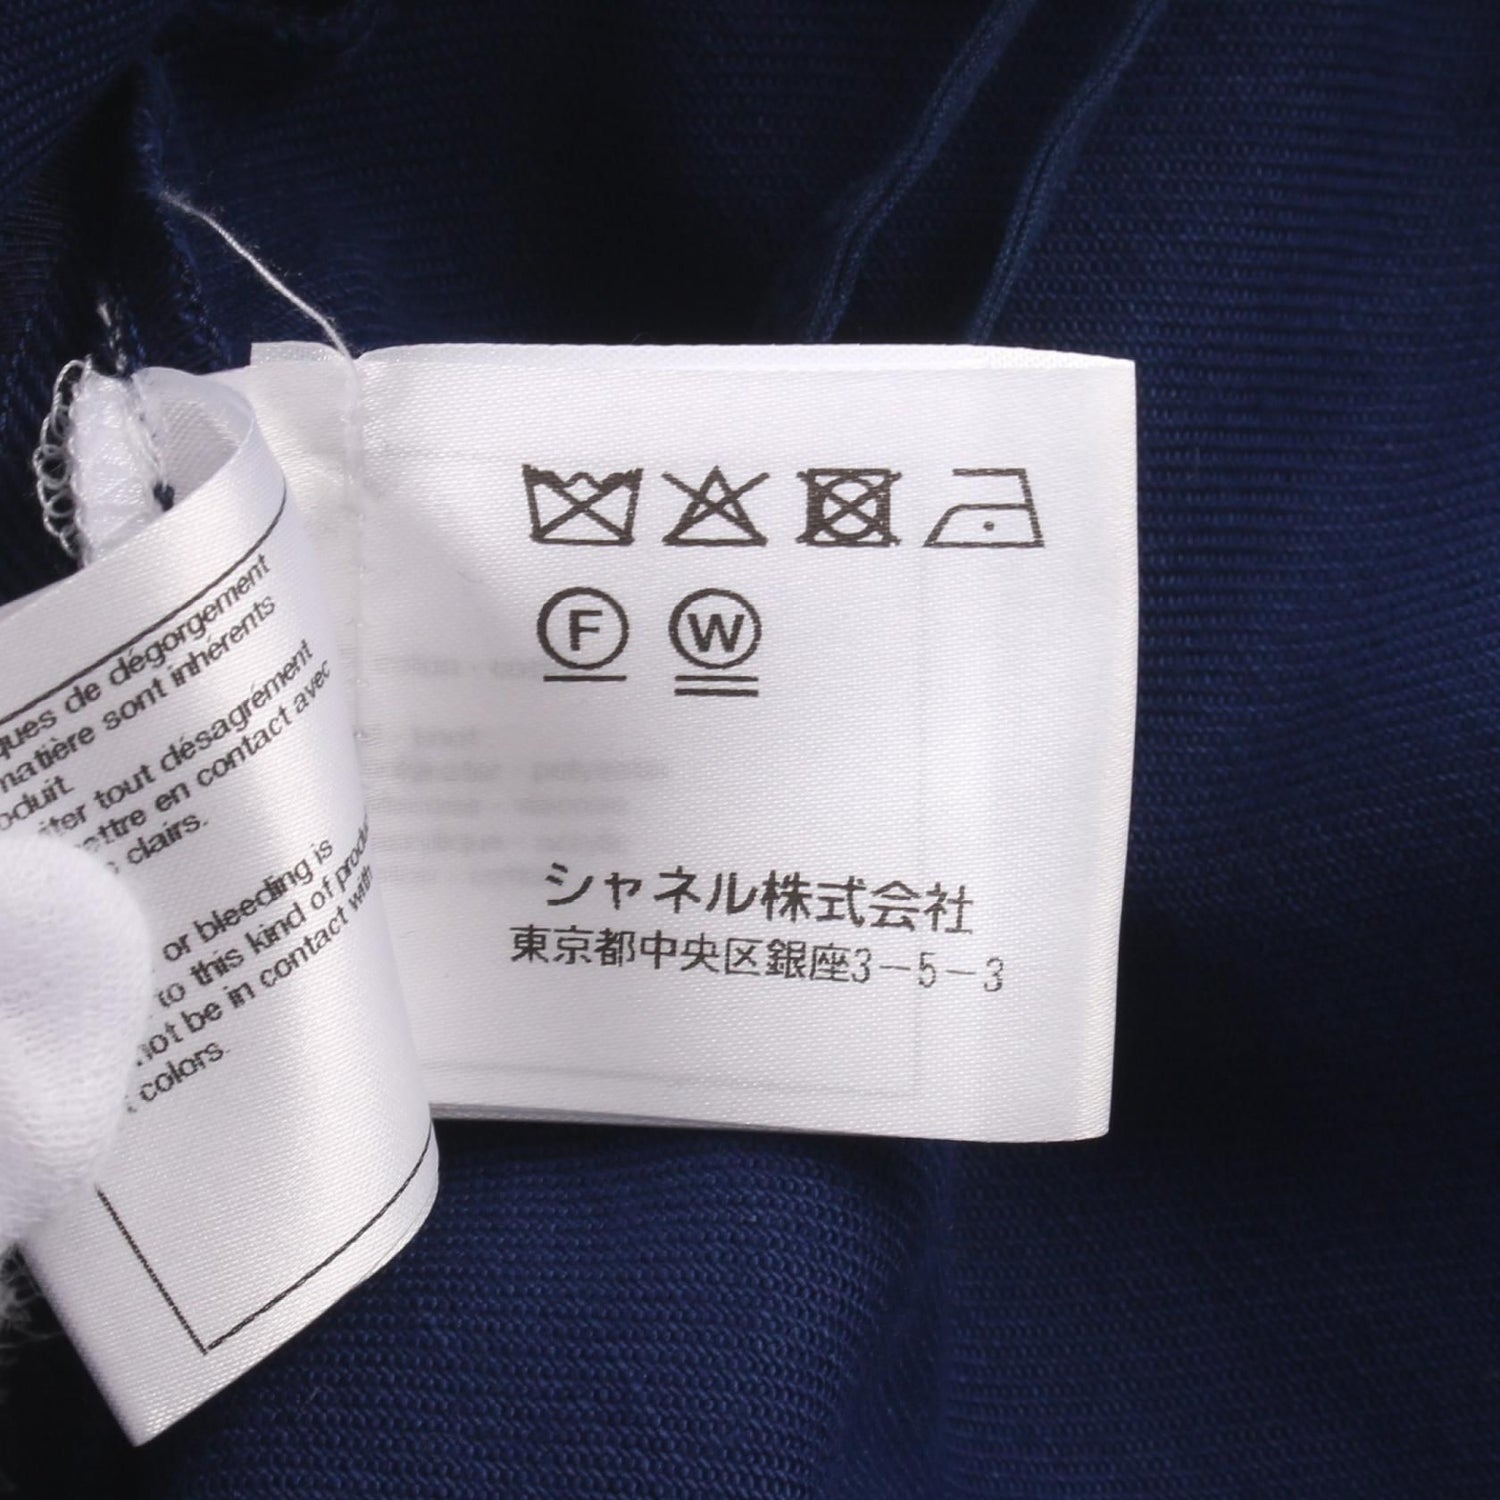 ques de dégorgement
matière sont inhérents
oduit.
tout désagrément
ettre en contact avec
clairs.
or bleeding is
to this kind of produ
not be in contact with
colors.
F W
シャネル株式会社
東京都中央区銀座3-5-3